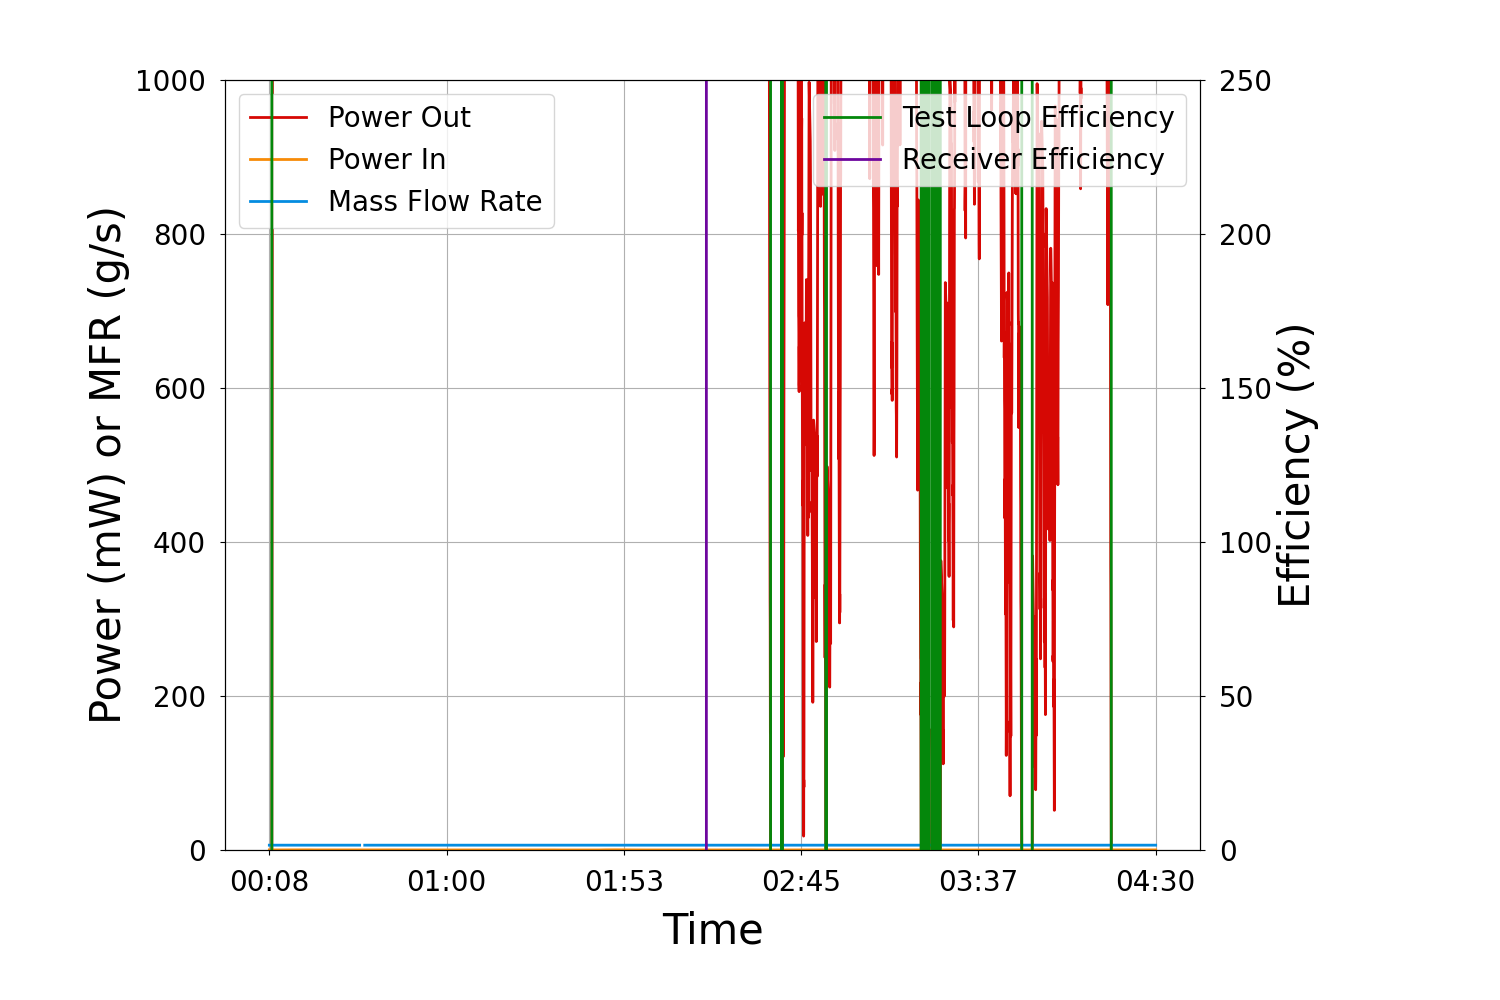 1000
800
600
400
200
0
Power (mW) or MFR (g/s)
Power Out
Power In
Mass Flow Rate
Test Loop Efficiency
Receiver Efficiency
250
200
150
100
50
0
Efficiency (%)
00:08
01:00
01:53
02:45
03:37
04:30
Time